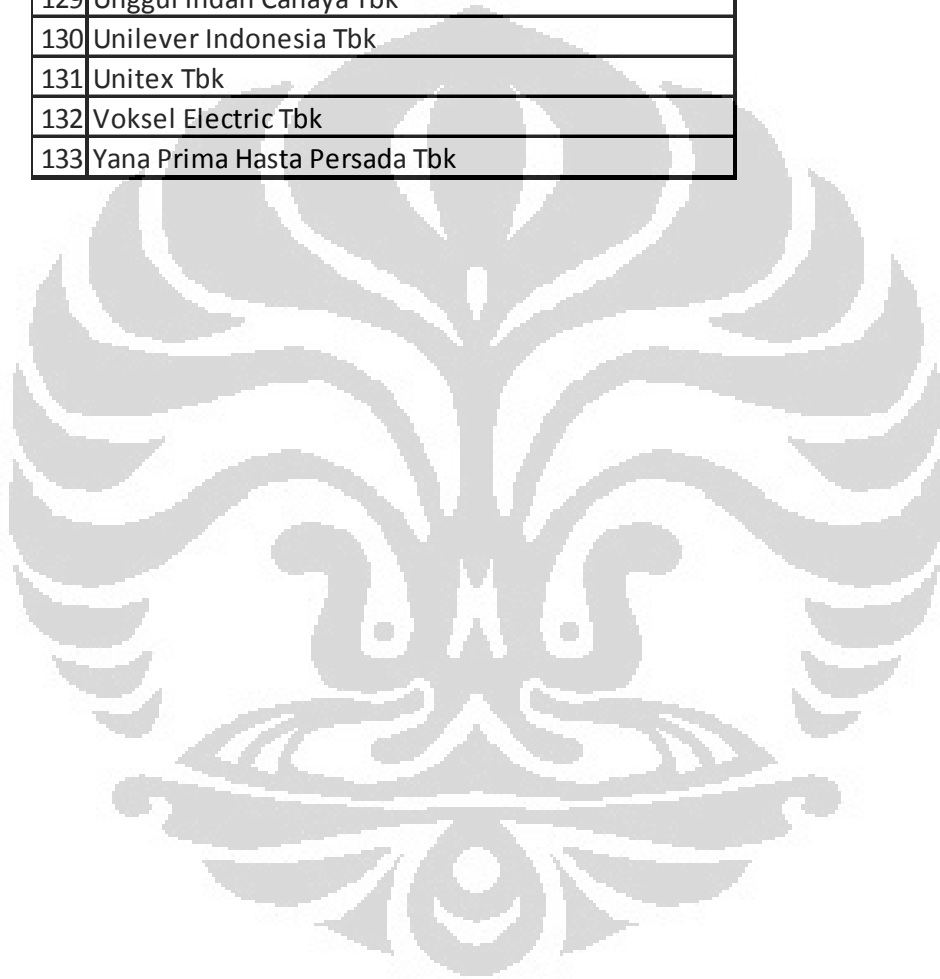 129 Unggul Indah Cahaya Tbk
130 Unilever Indonesia Tbk
131 Unitex Tbk
132 Voksel Electric Tbk
133 Yana Prima Hasta Persada Tbk